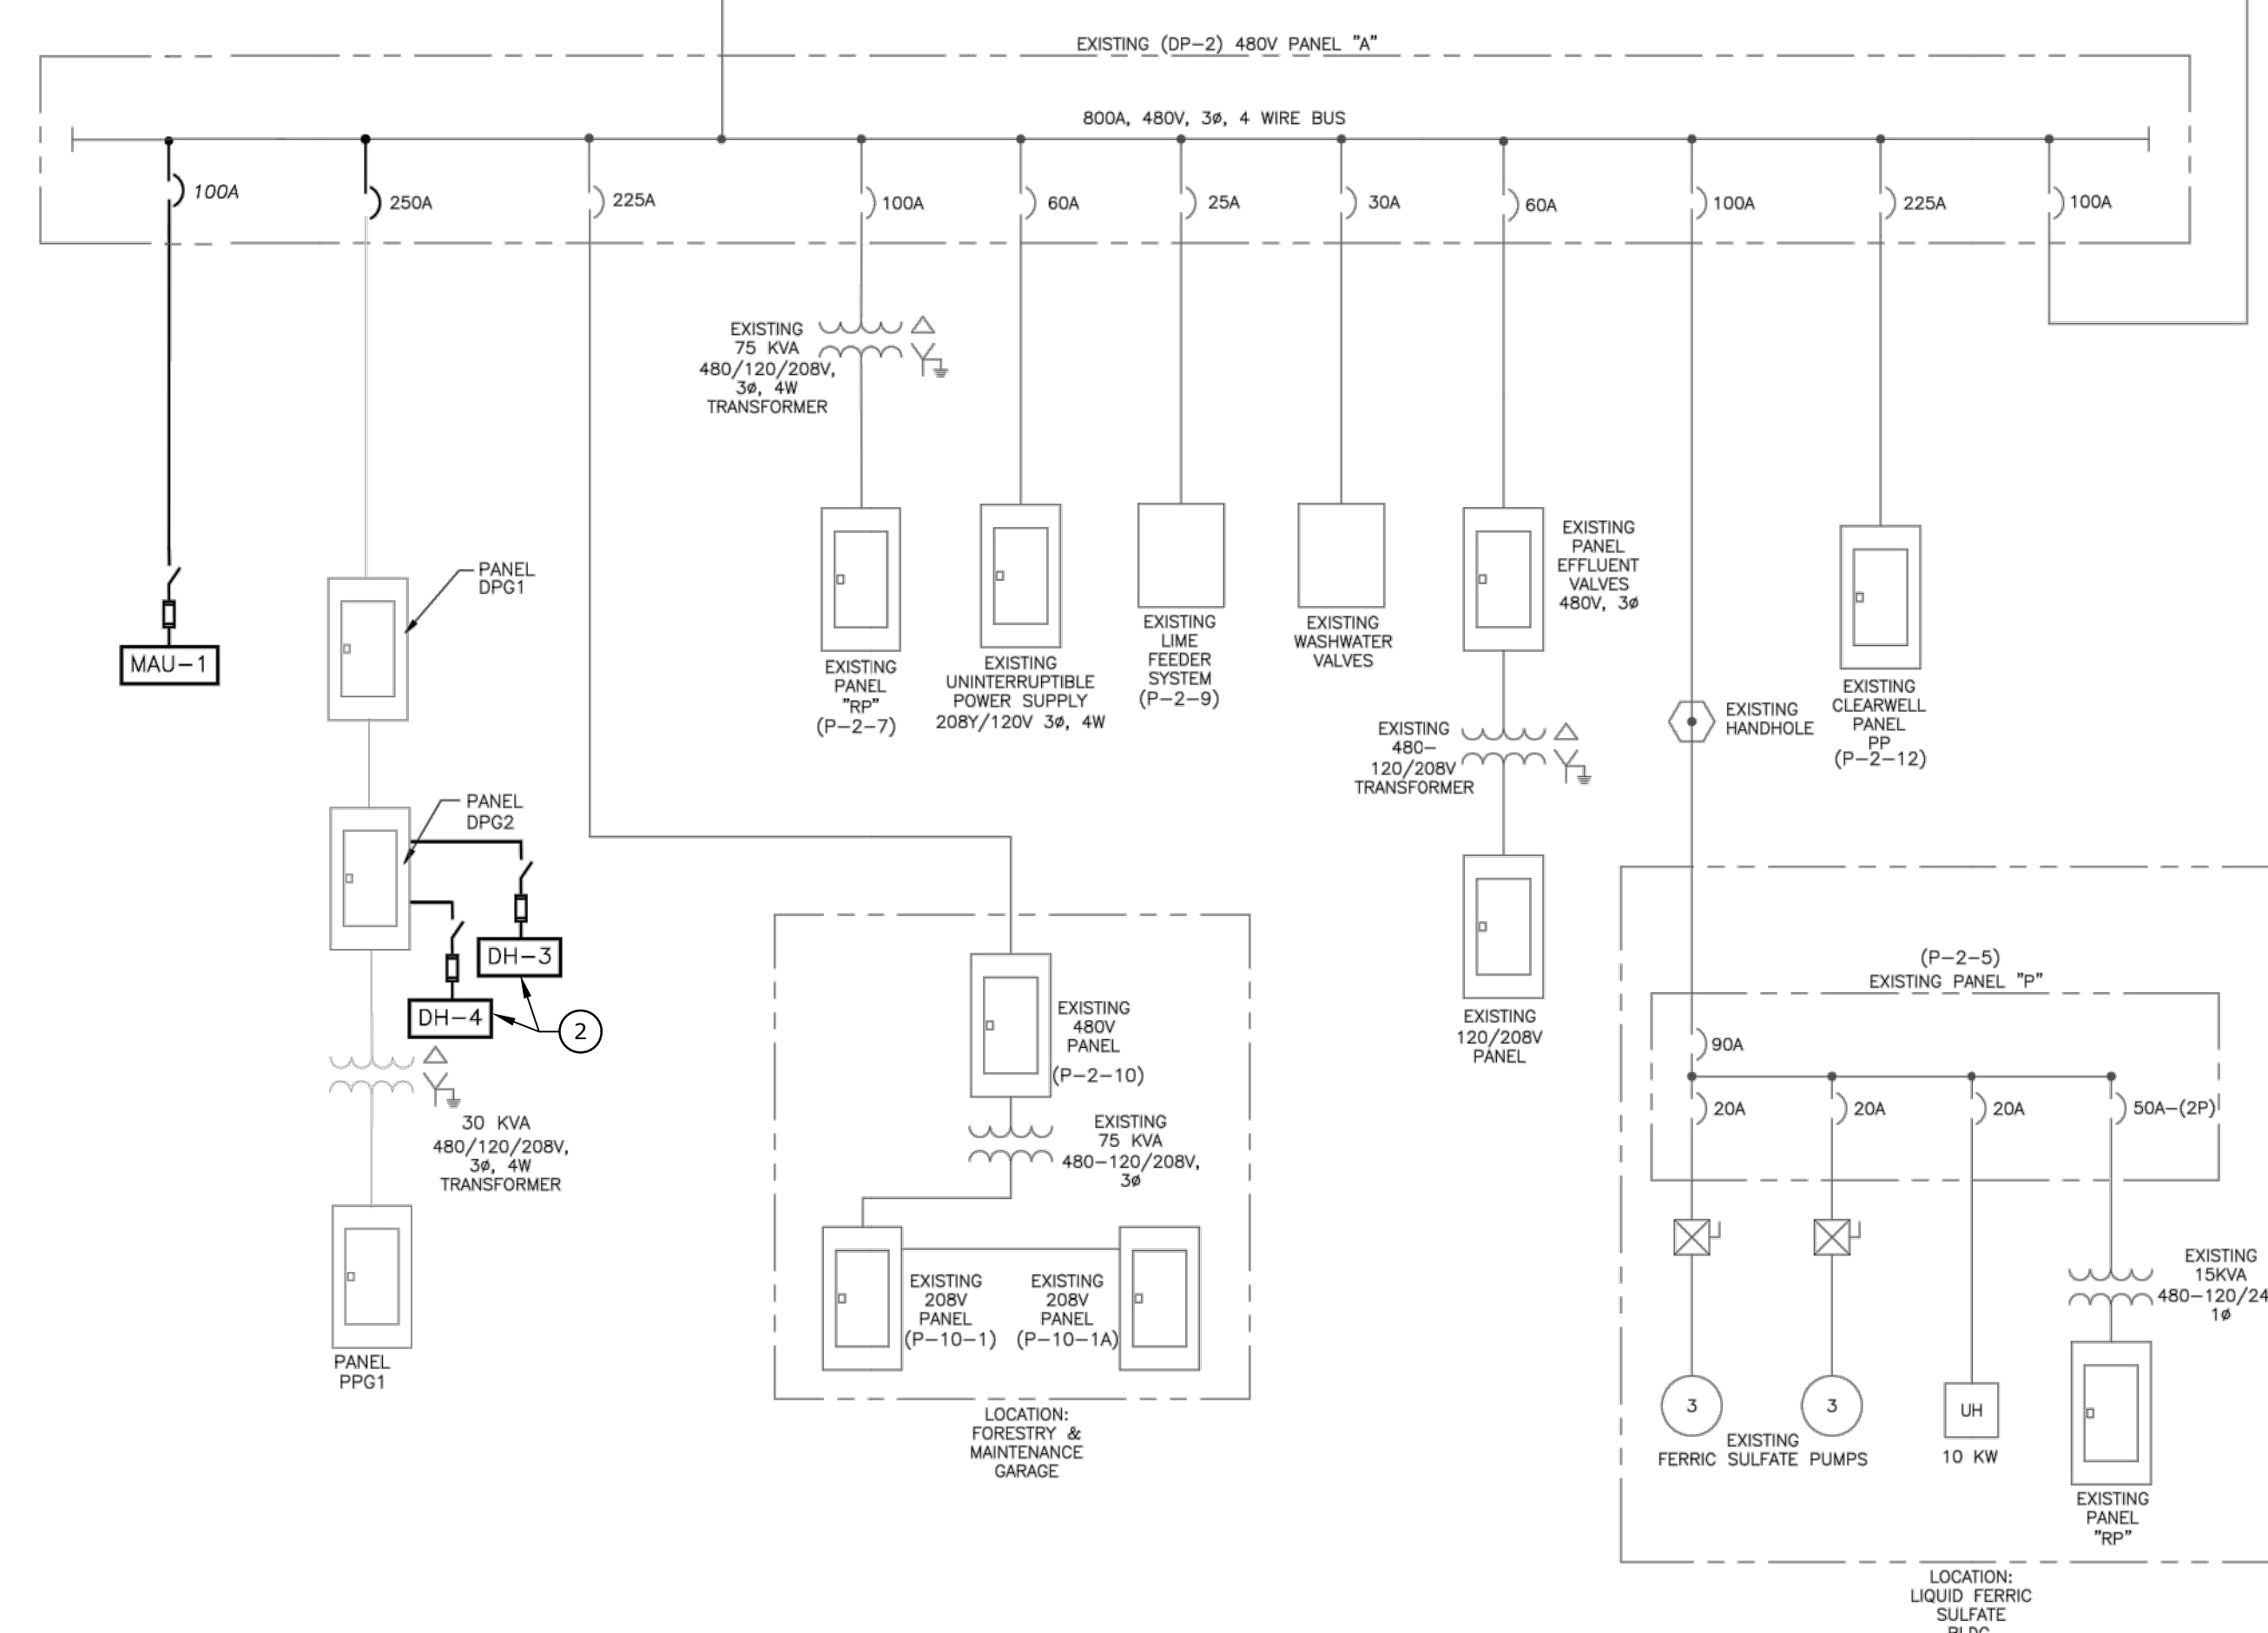 EXISTING (DP-2) 480V PANEL "A"
800A, 480V, 3ø, 4 WIRE BUS
100A
250A
225A
100A
60A
25A
30A
60A
100A
225A
100A
EXISTING
75 KVA
480/120/208V,
3ø, 4W
TRANSFORMER
PANEL
DPG1
MAU-1
EXISTING
PANEL
"RP"
(P-2-7)
EXISTING
UNINTERRUPTIBLE
POWER SUPPLY
208Y/120V 3ø, 4W
EXISTING
LIME
FEEDER
SYSTEM
(P-2-9)
EXISTING
WASHWATER
VALVES
EXISTING
PANEL
EFFLUENT
VALVES
480V, 3ø
EXISTING
CLEARWELL
PANEL
PP
(P-2-12)
EXISTING
HANDHOLE
EXISTING
480-
120/208V
TRANSFORMER
PANEL
DPG2
DH-3
DH-4
2
30 KVA
480/120/208V,
3ø, 4W
TRANSFORMER
PANEL
PPG1
EXISTING
480V
PANEL
(P-2-10)
EXISTING
75 KVA
480-120/208V,
3ø
EXISTING
208V
PANEL
(P-10-1)
EXISTING
208V
PANEL
(P-10-1A)
LOCATION:
FORESTRY &
MAINTENANCE
GARAGE
EXISTING
120/208V
PANEL
(P-2-5)
EXISTING PANEL "P"
90A
20A
20A
20A
50A-(2P)
EXISTING
15KVA
480-120/24
1ø
3
3
UH
EXISTING
FERRIC SULFATE PUMPS
10 KW
EXISTING
PANEL
"RP"
LOCATION:
LIQUID FERRIC
SULFATE
BLDG